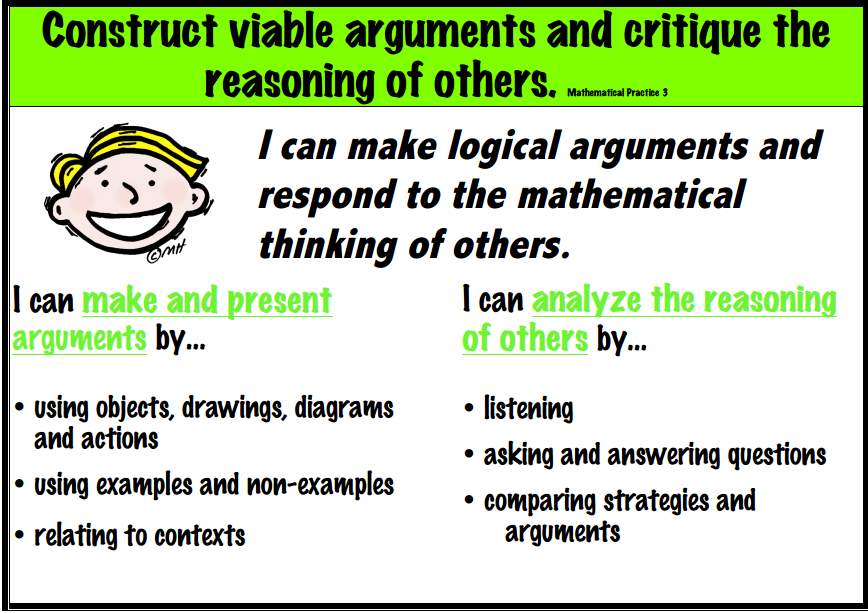 Construct viable arguments and critique the
reasoning of others. Mathematical Practice 3
I can make logical arguments and
respond to the mathematical
thinking of others.
©MH
I can make and present
arguments by...
• using objects, drawings, diagrams
and actions
• using examples and non-examples
• relating to contexts
I can analyze the reasoning
of others by...
• listening
• asking and answering questions
• comparing strategies and
arguments